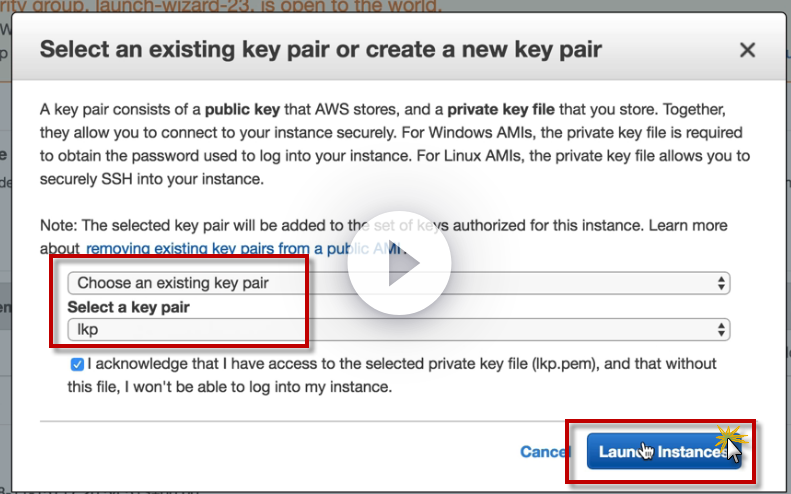 rity group, launch-wizard-23, is open to the world.
Select an existing key pair or create a new key pair
A key pair consists of a public key that AWS stores, and a private key file that you store. Together,
they allow you to connect to your instance securely. For Windows AMIs, the private key file is required
to obtain the password used to log into your instance. For Linux AMIs, the private key file allows you to
securely SSH into your instance.
Note: The selected key pair will be added to the set of keys authorized for this instance. Learn more
about removing existing key pairs from a public AMI.
Choose an existing key pair
Select a key pair
lkp
I acknowledge that I have access to the selected private key file (lkp.pem), and that without
this file, I won't be able to log into my instance.
Cancel
Launch Instances